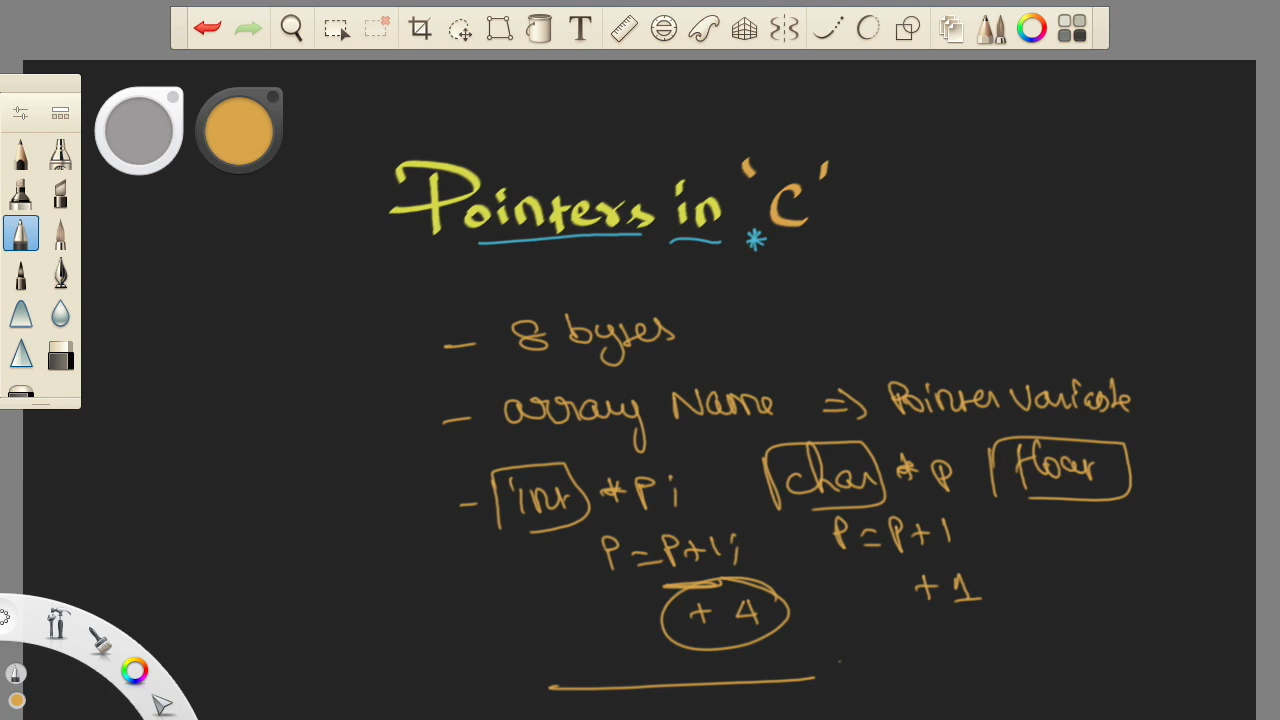 Pointers in 'C'
*
- 8 bytes
- array Name => Pointer Variable
- int *P; char *P float
P=P+1; P=P+1
+ 4 + 1
T